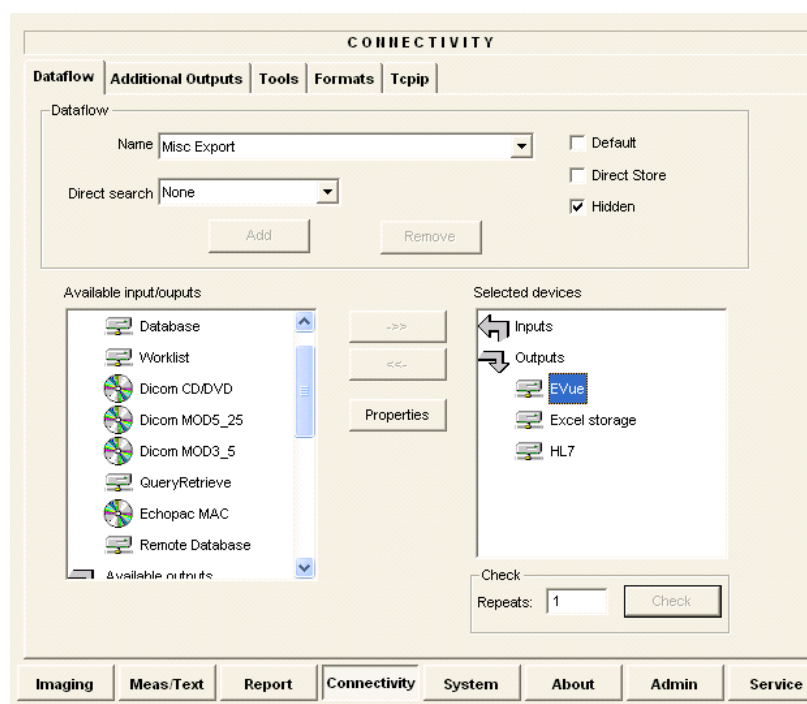 CONNECTIVITY
Dataflow Additional Outputs Tools Formats Tcpip
Dataflow
Name Misc Export
Default
Direct Store
Direct search None
Hidden
Add Remove
Available input/ouputs
Selected devices
Database
Worklist
Dicom CD/DVD
Dicom MOD5_25
Dicom MOD3_5
QueryRetrieve
Echopac MAC
Remote Database
Available outputs
->>
<<-
Properties
Inputs
Outputs
EVue
Excel storage
HL7
Check
Repeats: 1 Check
Imaging Meas/Text Report Connectivity System About Admin Service